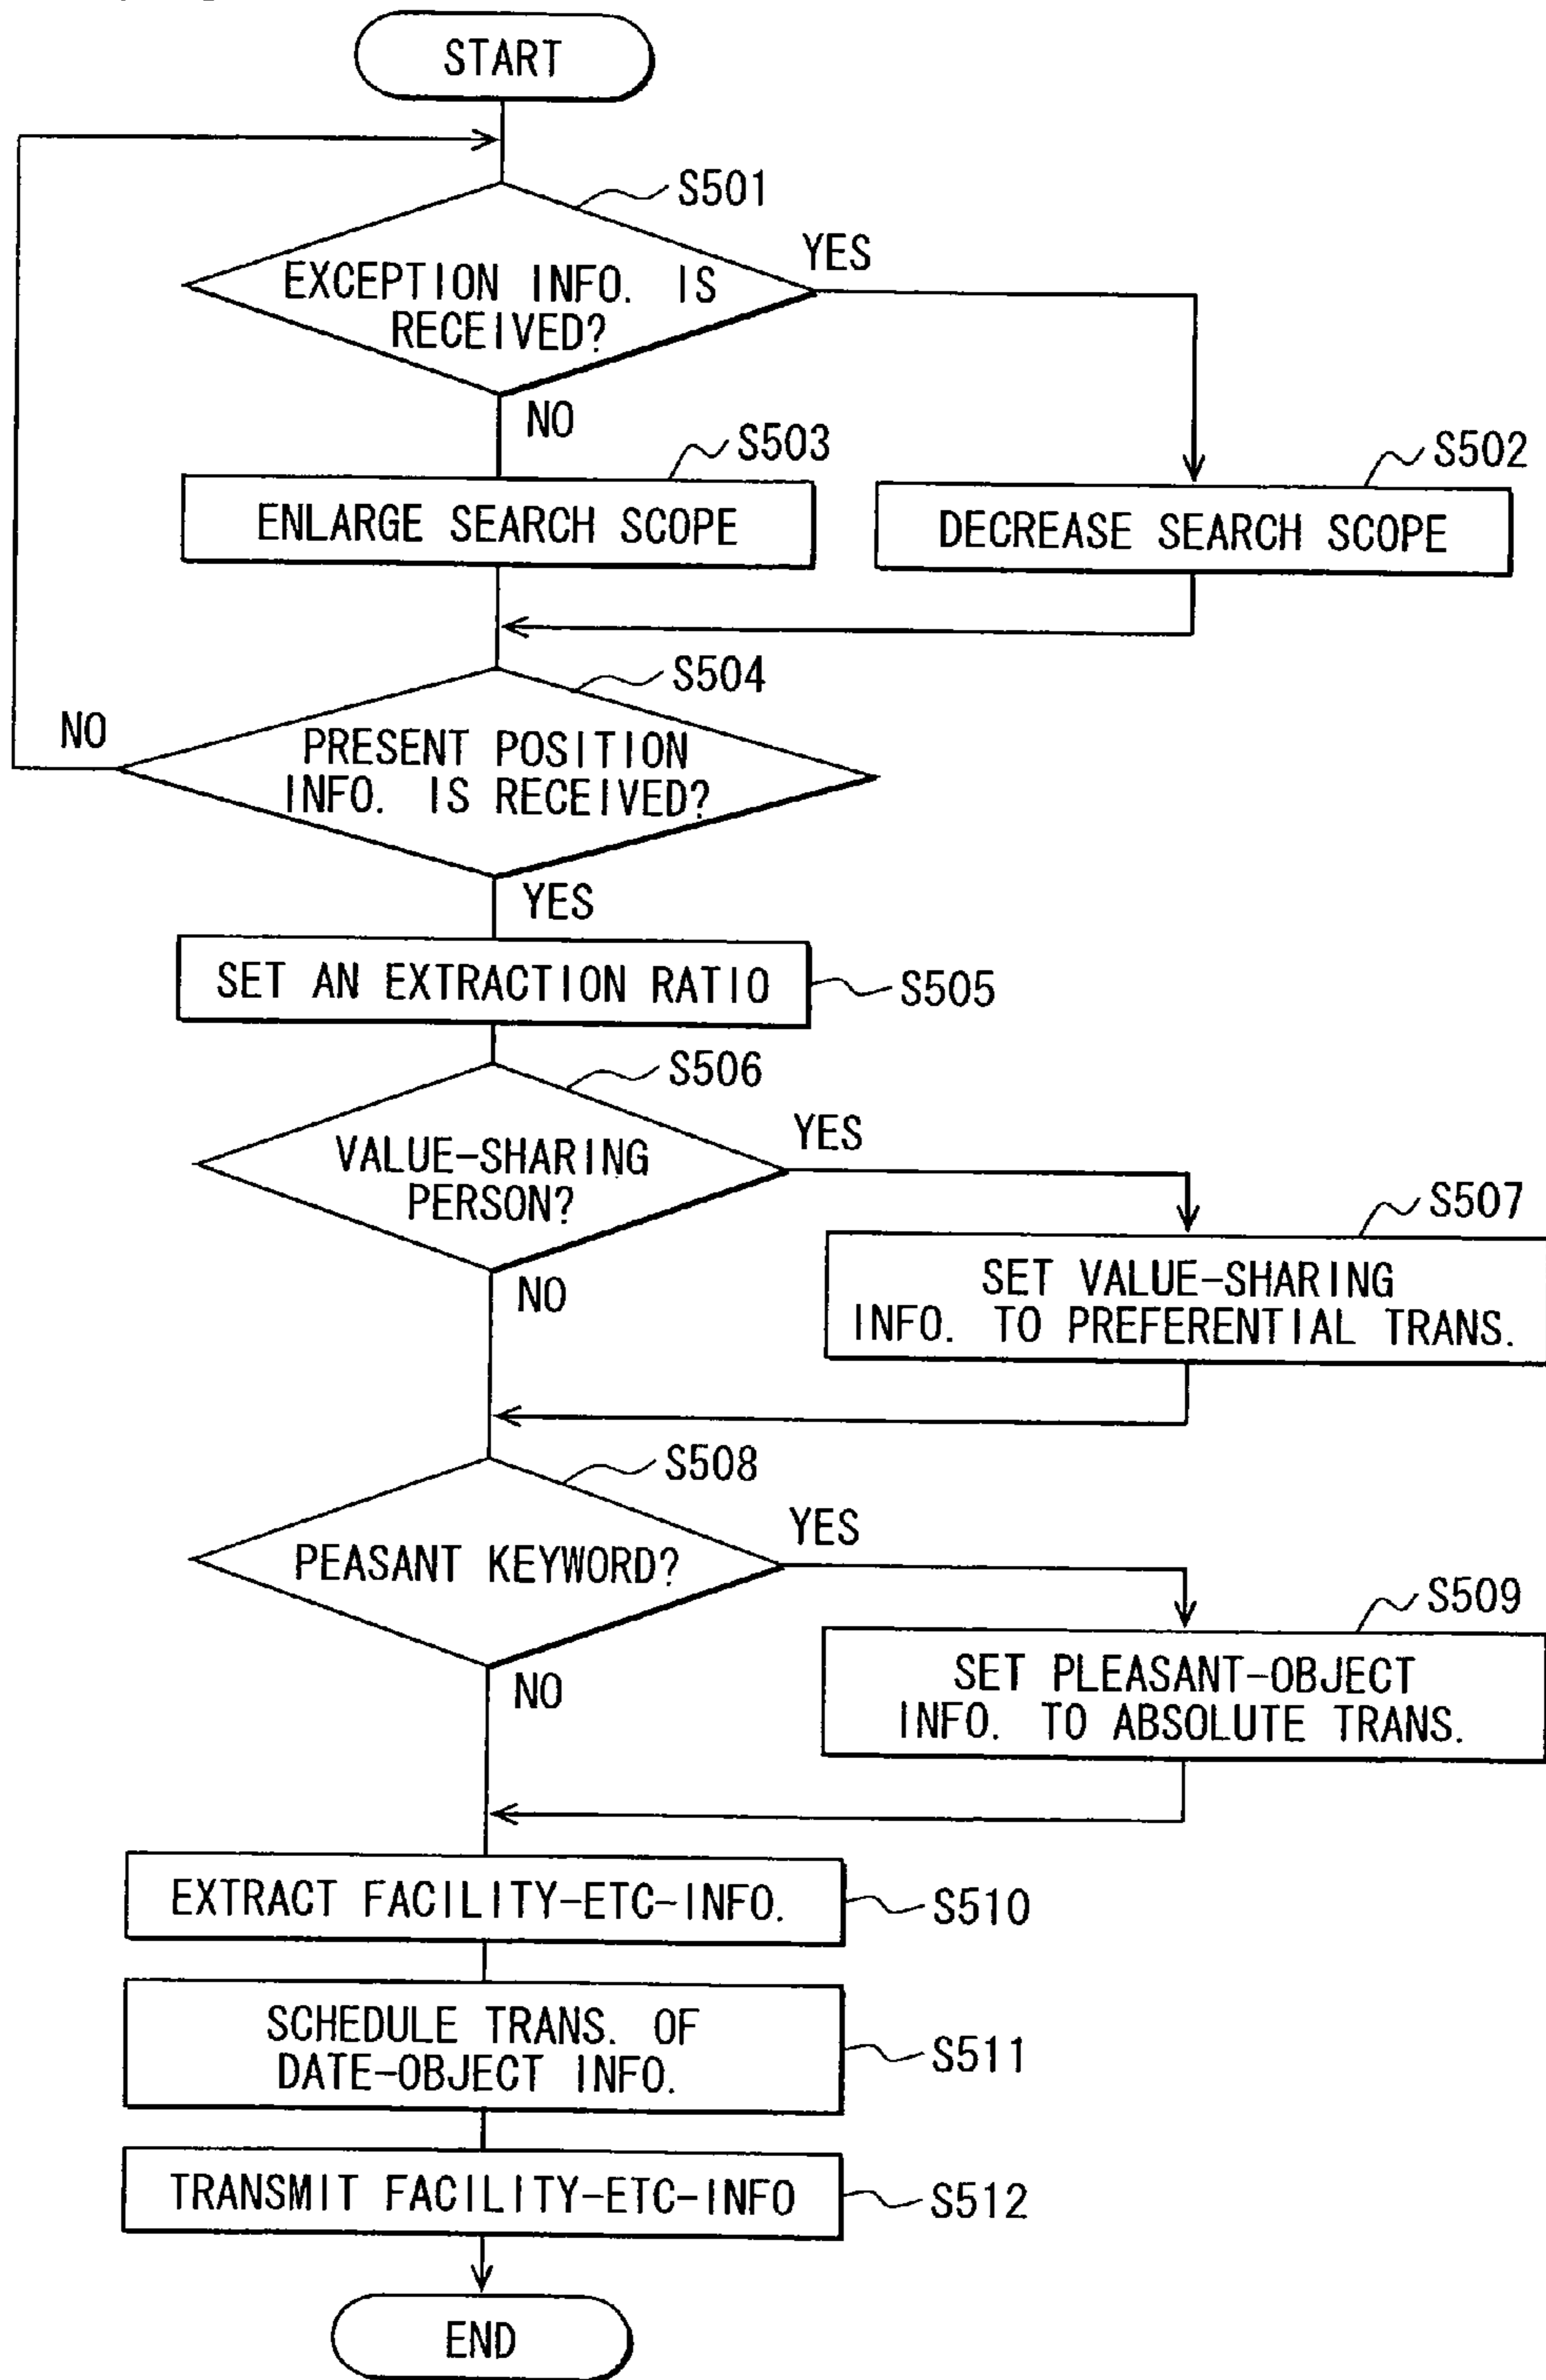 START
S501
EXCEPTION INFO. IS
RECEIVED?
YES
NO
S503
ENLARGE SEARCH SCOPE
S502
DECREASE SEARCH SCOPE
S504
PRESENT POSITION
INFO. IS RECEIVED?
NO
YES
SET AN EXTRACTION RATIO
S505
S506
VALUE-SHARING
PERSON?
YES
NO
S507
SET VALUE-SHARING
INFO. TO PREFERENTIAL TRANS.
S508
PEASANT KEYWORD?
YES
NO
S509
SET PLEASANT-OBJECT
INFO. TO ABSOLUTE TRANS.
EXTRACT FACILITY-ETC-INFO.
S510
SCHEDULE TRANS. OF
DATE-OBJECT INFO.
S511
TRANSMIT FACILITY-ETC-INFO
S512
END